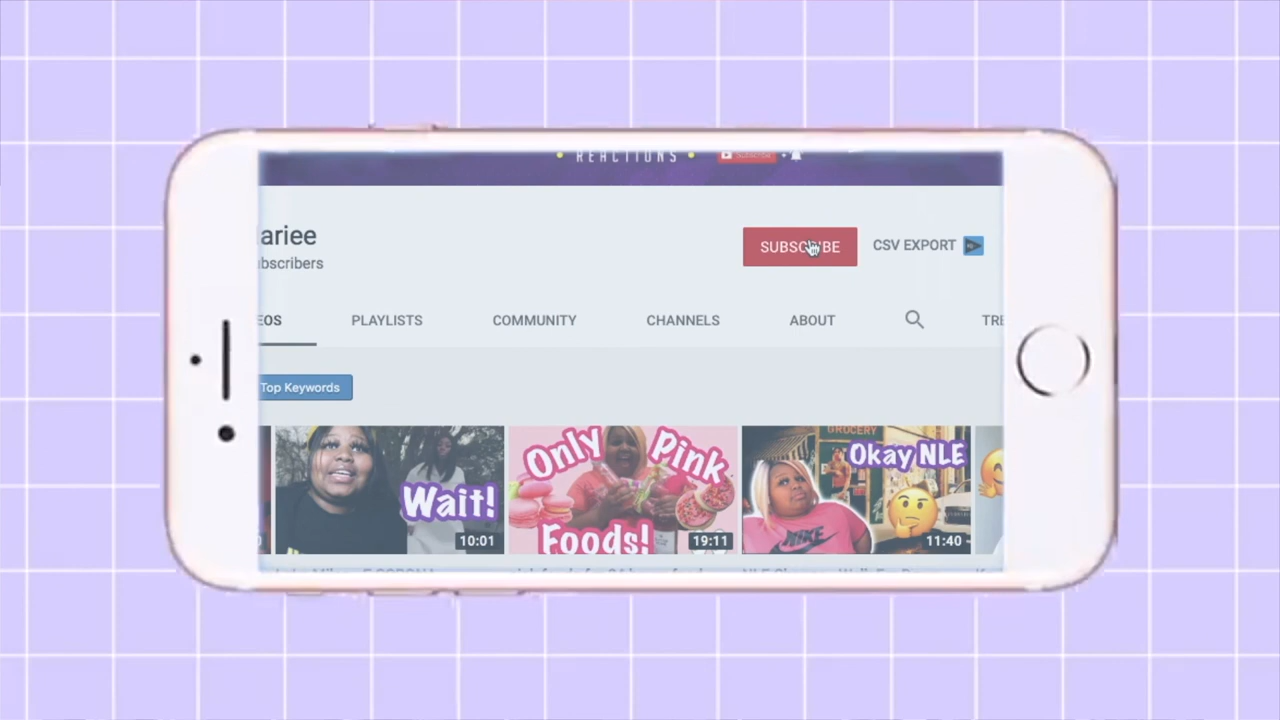 REACTIONS
ariee
SUBSCRIBE
CSV EXPORT
bscribers
EOS
PLAYLISTS
COMMUNITY
CHANNELS
ABOUT
TRE
Top Keywords
Wait!
10:01
Only Pink
Foods!
19:11
GROCERY
Okay NLE
NIKE
11:40